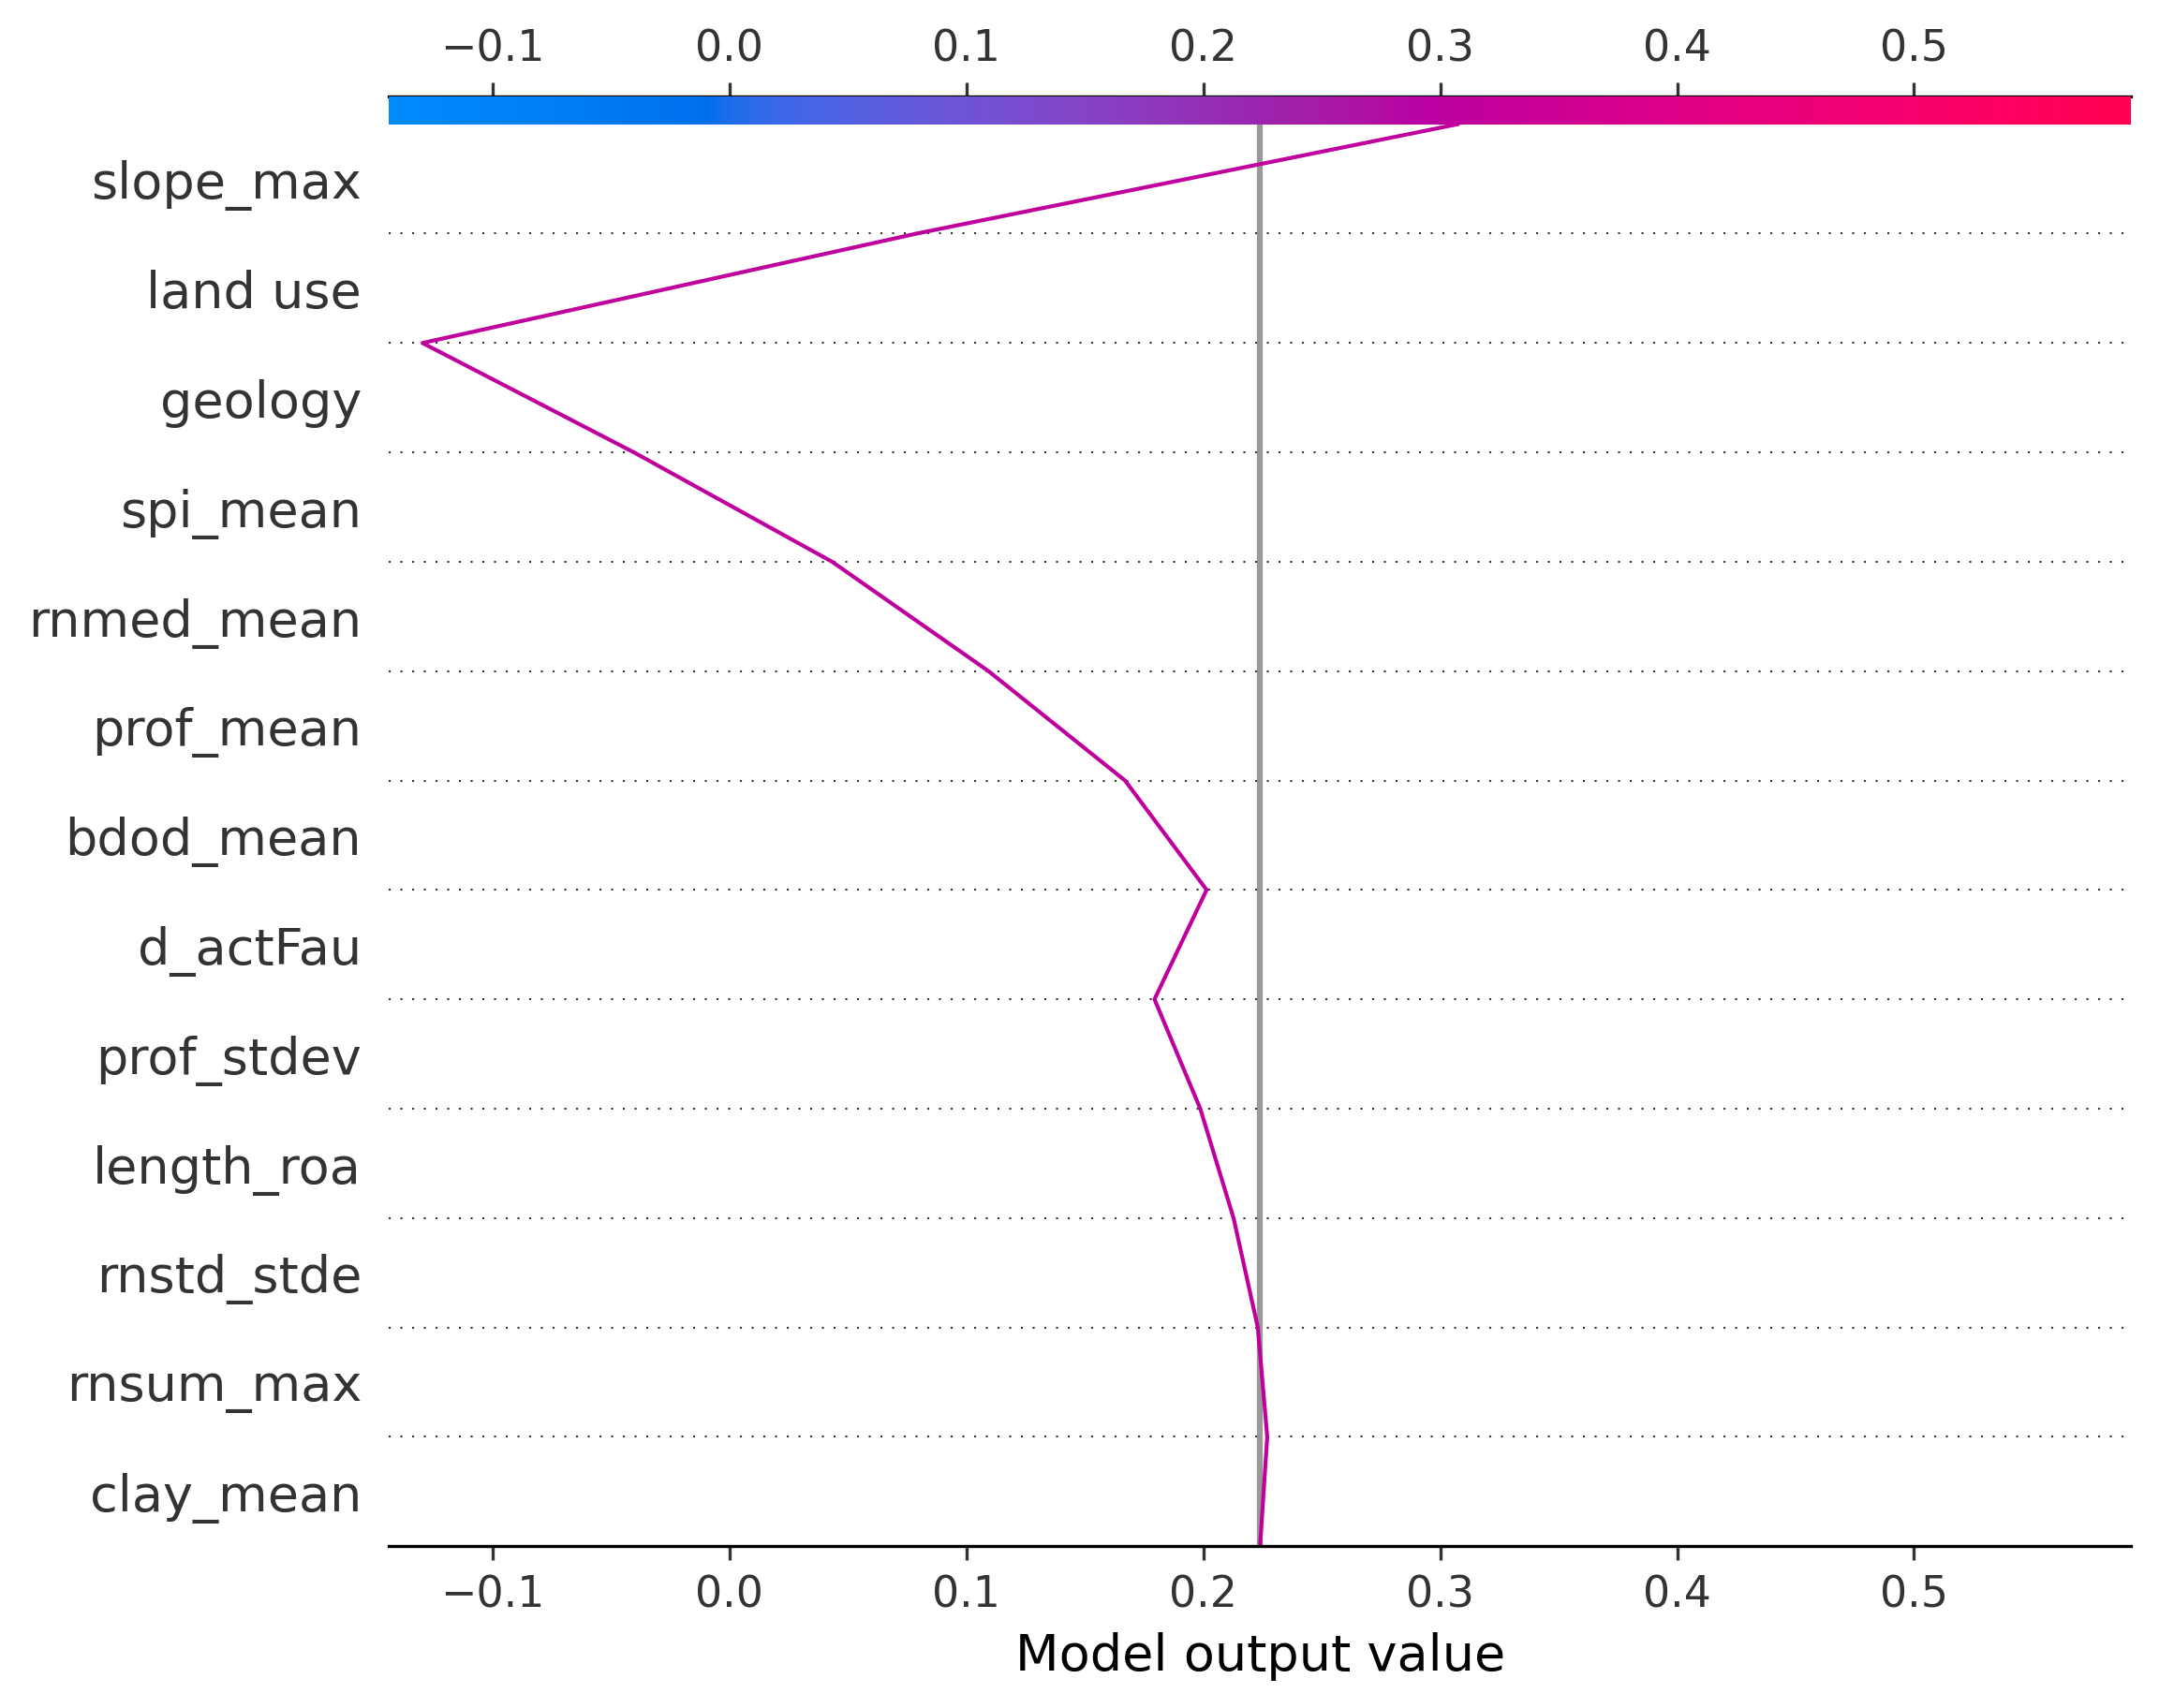 −0.1 0.0 0.1 0.2 0.3 0.4 0.5
slope_max
land use
geology
spi_mean
rnmed_mean
prof_mean
bdod_mean
d_actFau
prof_stdev
length_roa
rnstd_stde
rnsum_max
clay_mean
−0.1 0.0 0.1 0.2 0.3 0.4 0.5
Model output value